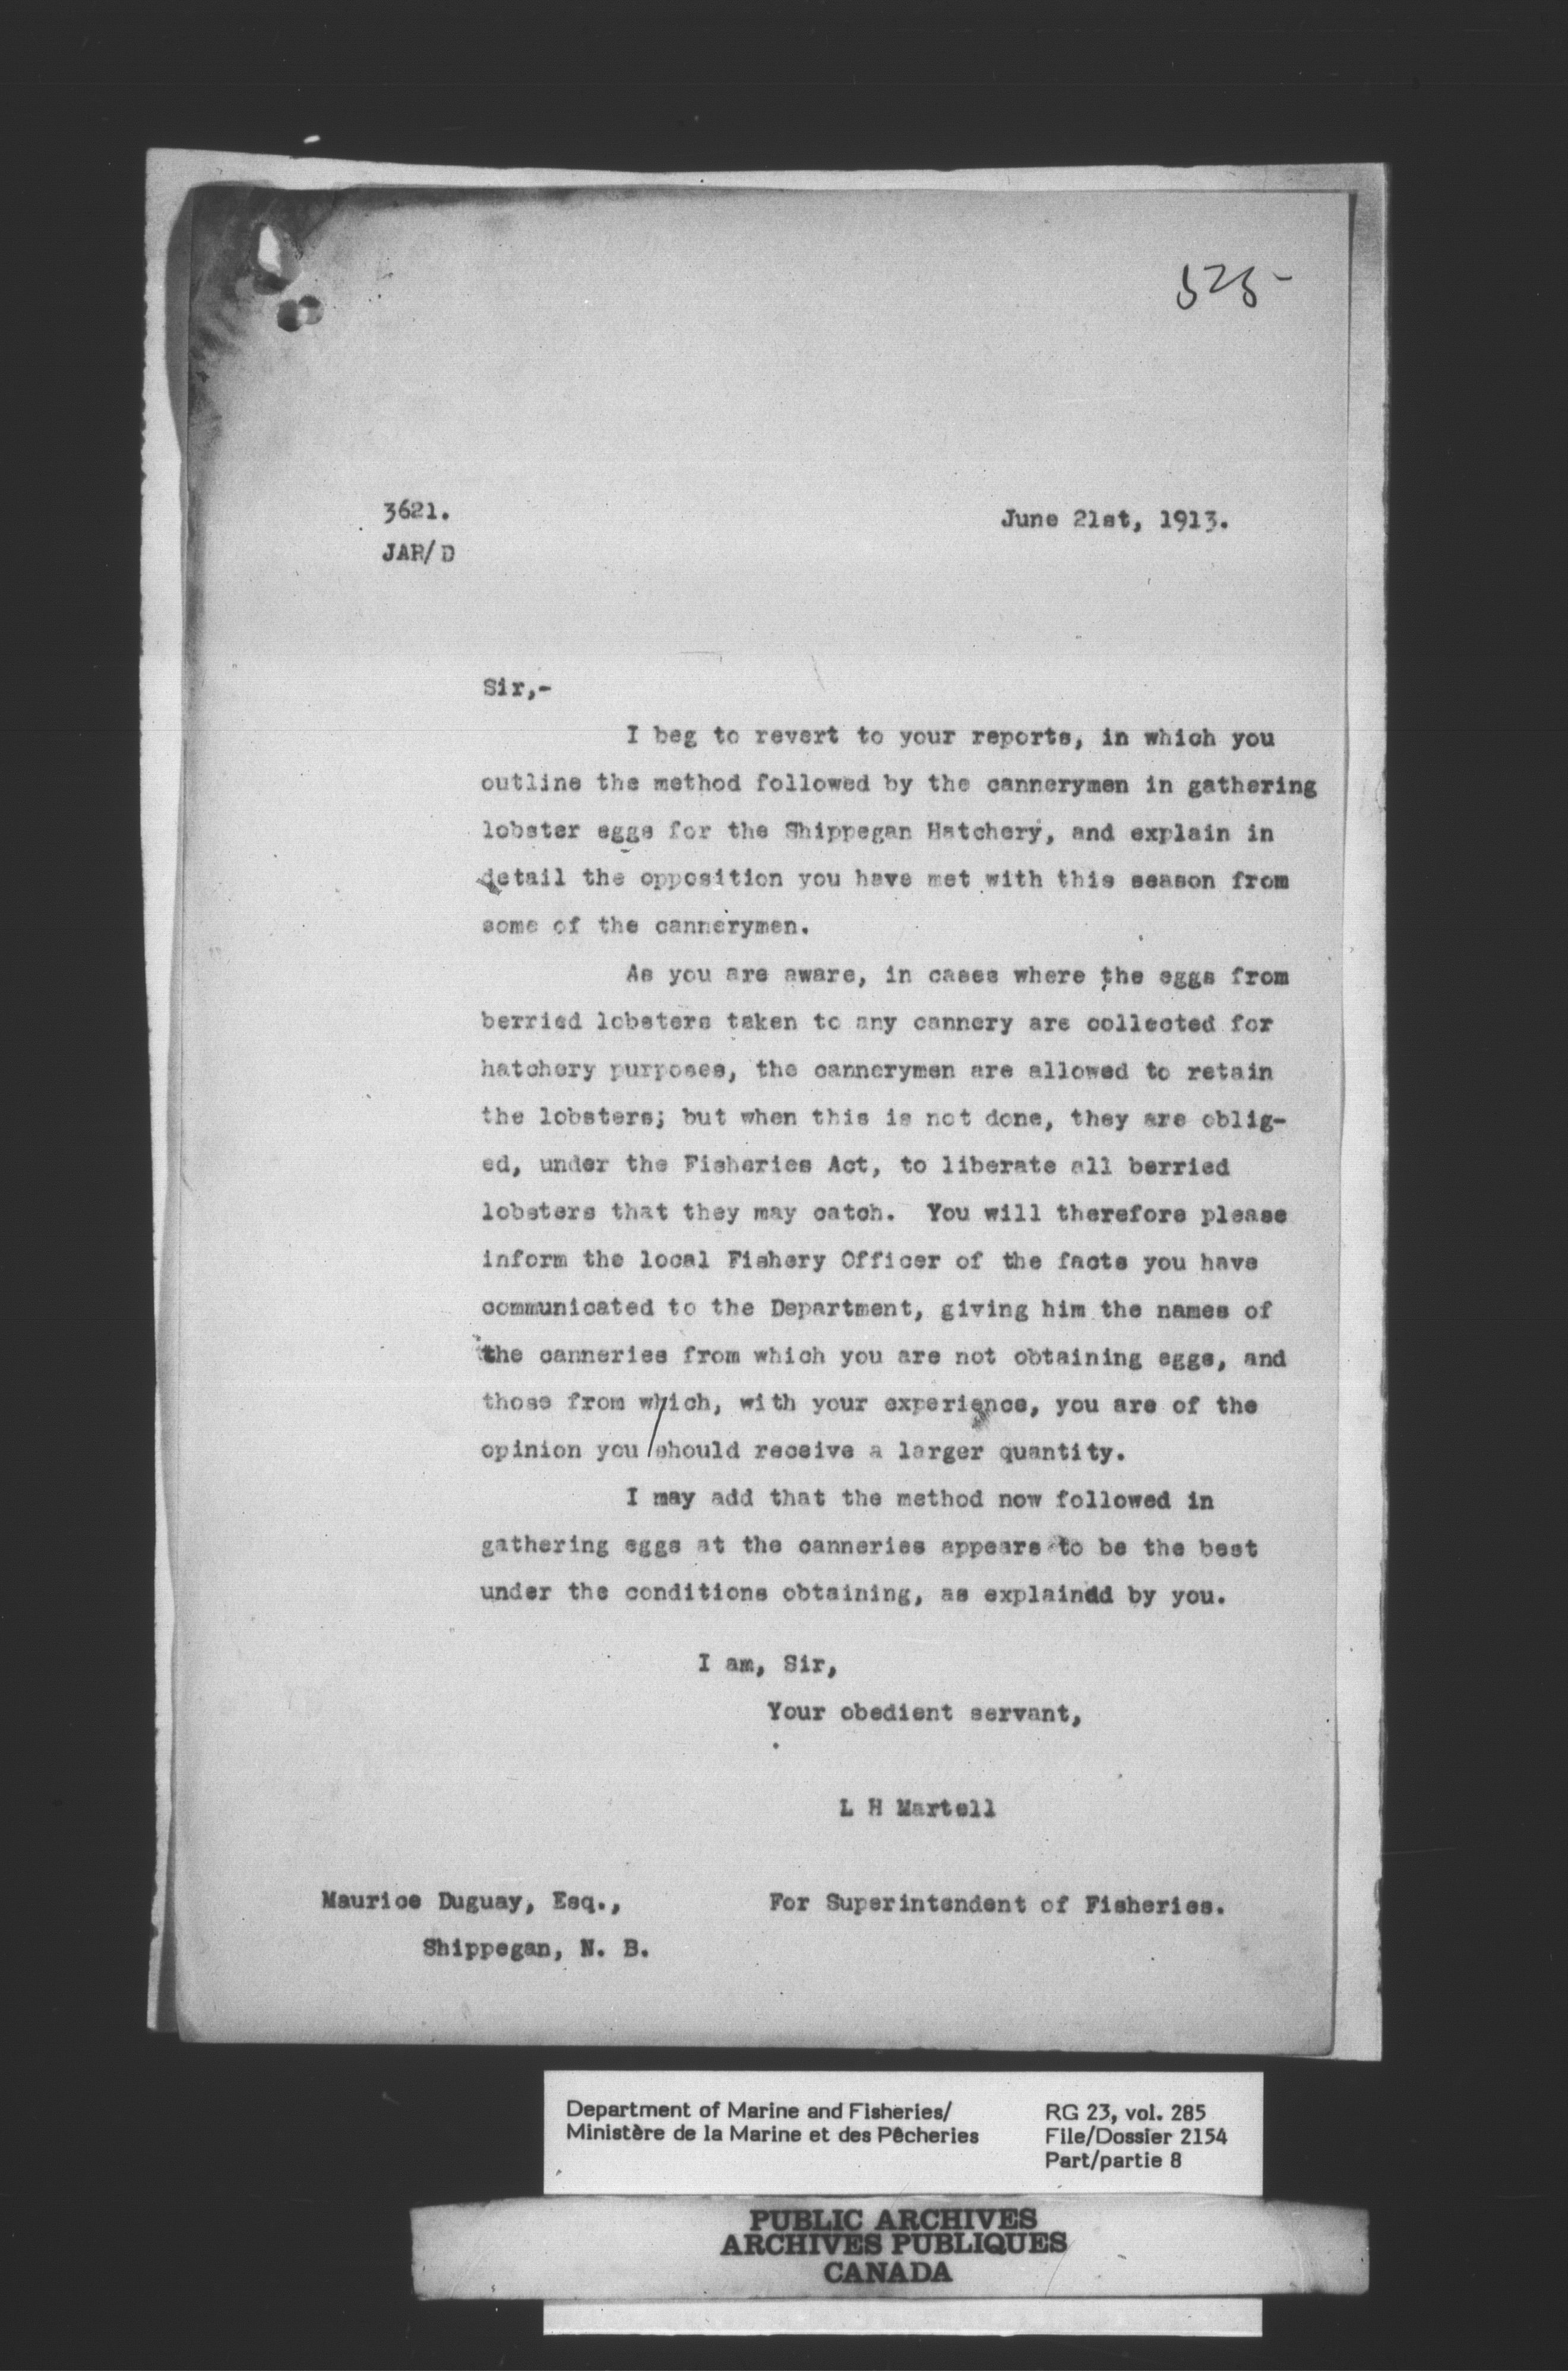 525-
3621.
June 21st, 1913.
JAR/D
Sir,-
I beg to revert to your reports, in which you
outline the method followed by the cannerymen in gathering
lobster eggs for the Shippegan Hatchery, and explain in
detail the opposition you have met with this season from
some of the cannerymen.
As you are aware, in cases where the eggs from
berried lobsters taken to any cannery are collected for
hatchery purposes, the cannerymen are allowed to retain
the lobsters; but when this is not done, they are oblig-
ed, under the Fisheries Act, to liberate all berried
lobsters that they may catch. You will therefore please
inform the local Fishery Officer of the facts you have
communicated to the Department, giving him the names of
the canneries from which you are not obtaining eggs, and
those from which, with your experience, you are of the
opinion you should receive a larger quantity.
I may add that the method now followed in
gathering eggs at the canneries appears to be the best
under the conditions obtaining, as explained by you.
I am, Sir,
Your obedient servant,
L H Martell
Maurice Duguay, Esq.,
For Superintendent of Fisheries.
Shippegan, N. B.
Department of Marine and Fisheries/
Ministère de la Marine et des Pêcheries
RG 23, vol. 285
File/Dossier 2154
Part/partie 8
PUBLIC ARCHIVES
ARCHIVES PUBLIQUES
CANADA